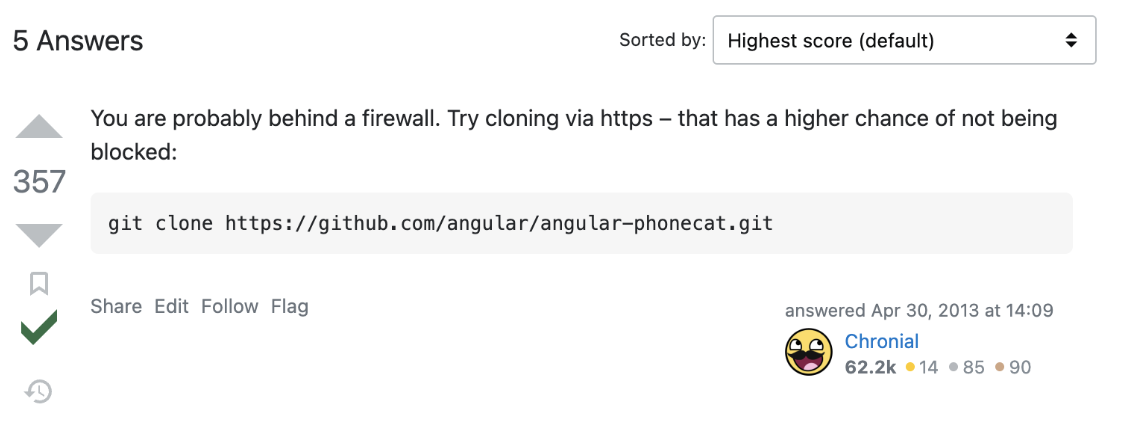 5 Answers
Sorted by: Highest score (default)
You are probably behind a firewall. Try cloning via https – that has a higher chance of not being
blocked:
357
git clone https://github.com/angular/angular-phonecat.git
Share Edit Follow Flag
answered Apr 30, 2013 at 14:09
Chronial
62.2k 14 85 90